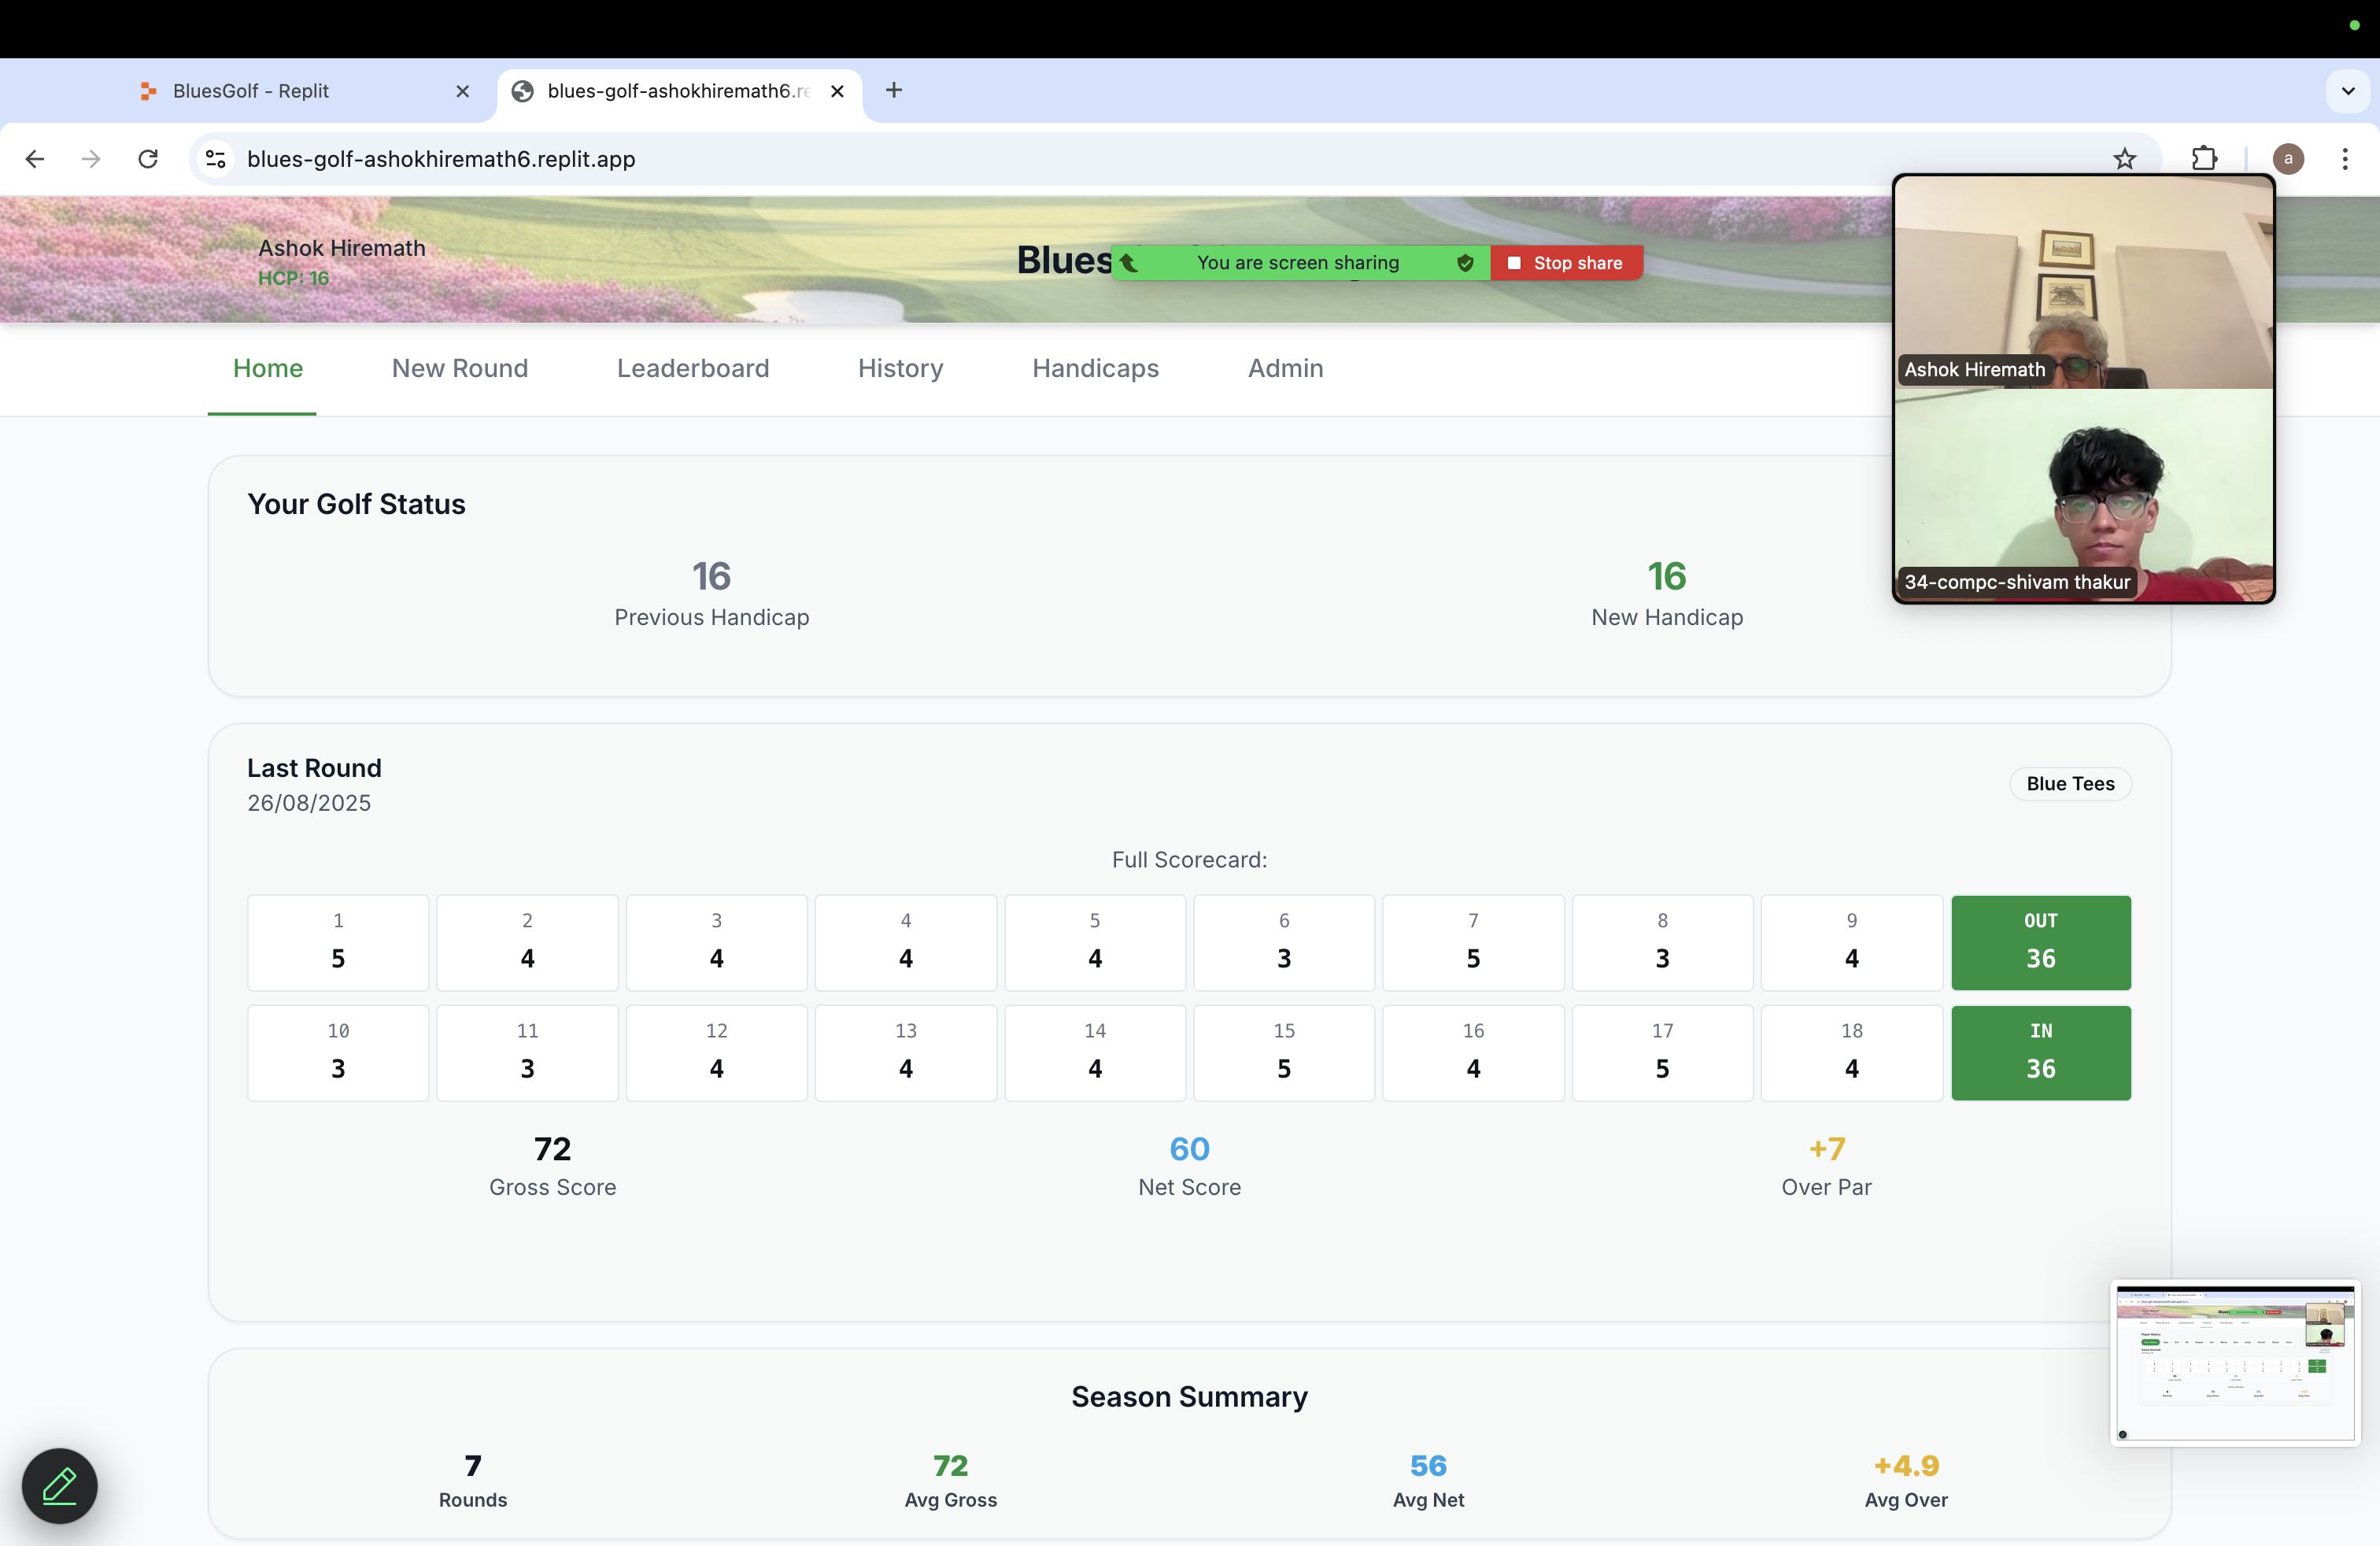 BluesGolf - Replit
blues-golf-ashokhiremath6.re
blues-golf-ashokhiremath6.replit.app
a
Ashok Hiremath
HCP: 16
Blues
You are screen sharing
Stop share
Home
New Round
Leaderboard
History
Handicaps
Admin
Ashok Hiremath
34-compc-shivam thakur
Your Golf Status
16
Previous Handicap
16
New Handicap
Last Round
26/08/2025
Blue Tees
Full Scorecard:
1 2 3 4 5 6 7 8 9 OUT
5 4 4 4 4 3 5 3 4 36
10 11 12 13 14 15 16 17 18 IN
3 3 4 4 4 5 4 5 4 36
72 60 +7
Gross Score Net Score Over Par
Season Summary
7 72 56 +4.9
Rounds Avg Gross Avg Net Avg Over